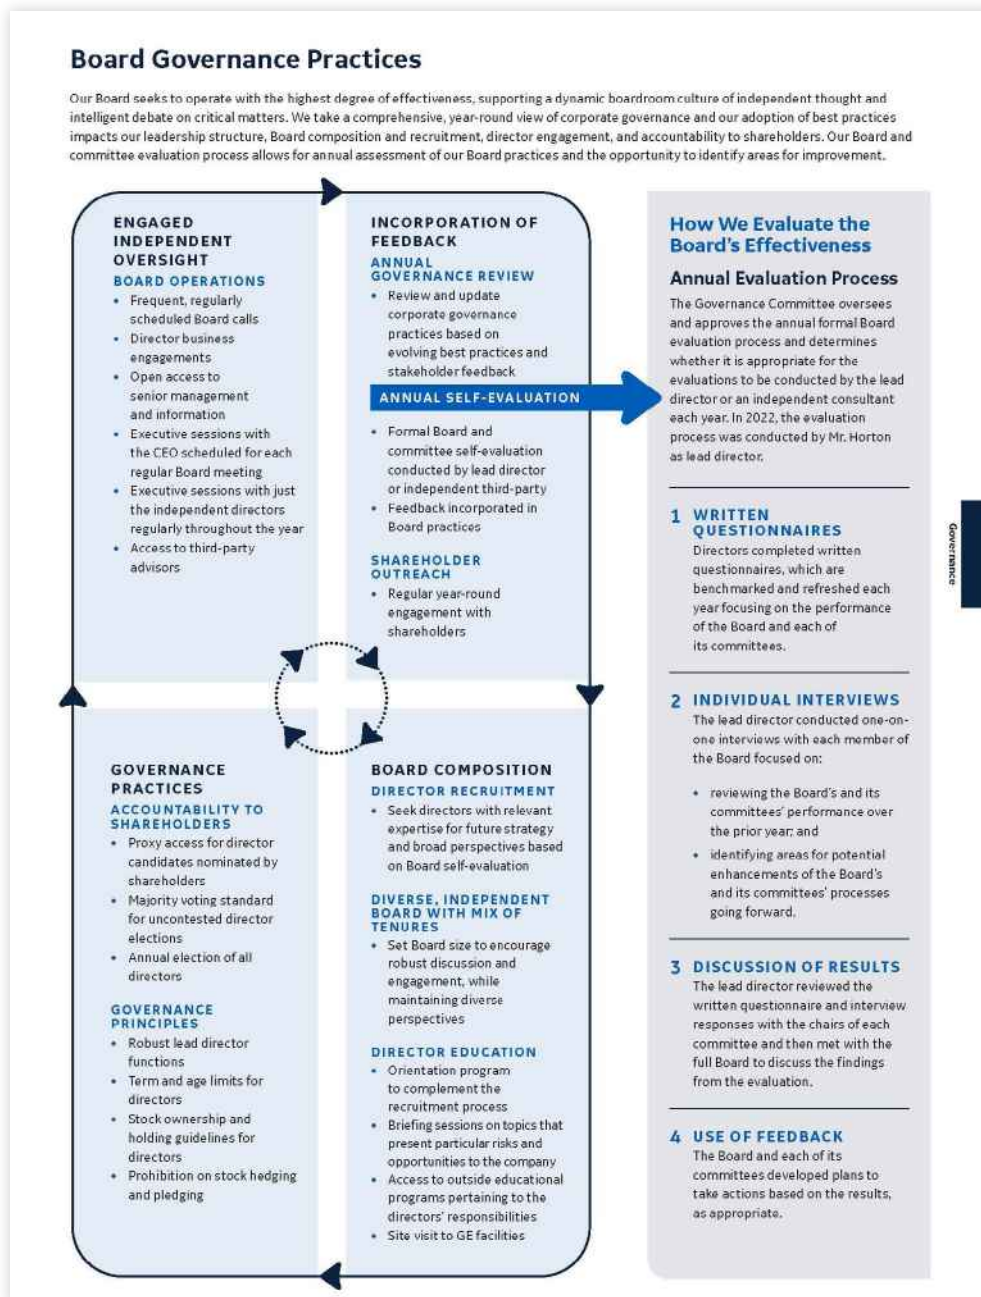 Board Governance Practices
Our Board seeks to operate with the highest degree of effectiveness, supporting a dynamic boardroom culture of independent thought and
intelligent debate on critical matters. We take a comprehensive, year-round view of corporate governance and our adoption of best practices
impacts our leadership structure, Board composition and recruitment, director engagement, and accountability to shareholders. Our Board and
committee evaluation process allows for annual assessment of our Board practices and the opportunity to identify areas for improvement.
ENGAGED
INDEPENDENT
OVERSIGHT
BOARD OPERATIONS
• Frequent, regularly
scheduled Board calls
• Director business
engagements
• Open access to
senior management
and information
• Executive sessions with
the CEO scheduled for each
regular Board meeting
• Executive sessions with just
the independent directors
regularly throughout the year
• Access to third-party
advisors
INCORPORATION OF
FEEDBACK
ANNUAL
GOVERNANCE REVIEW
• Review and update
corporate governance
practices based on
evolving best practices and
stakeholder feedback
ANNUAL SELF-EVALUATION
• Formal Board and
committee self-evaluation
conducted by lead director
or independent third-party
• Feedback incorporated in
Board practices
SHAREHOLDER
OUTREACH
• Regular year-round
engagement with
shareholders
GOVERNANCE
PRACTICES
ACCOUNTABILITY TO
SHAREHOLDERS
• Proxy access for director
candidates nominated by
shareholders
• Majority voting standard
for uncontested director
elections
• Annual election of all
directors
GOVERNANCE
PRINCIPLES
• Robust lead director
functions
• Term and age limits for
directors
• Stock ownership and
holding guidelines for
directors
• Prohibition on stock hedging
and pledging
BOARD COMPOSITION
DIRECTOR RECRUITMENT
• Seek directors with relevant
expertise for future strategy
and broad perspectives based
on Board self-evaluation
DIVERSE, INDEPENDENT
BOARD WITH MIX OF
TENURES
• Set Board size to encourage
robust discussion and
engagement, while
maintaining diverse
perspectives
DIRECTOR EDUCATION
• Orientation program
to complement the
recruitment process
• Briefing sessions on topics that
present particular risks and
opportunities to the company
• Access to outside educational
programs pertaining to the
directors' responsibilities
• Site visit to GE facilities
How We Evaluate the
Board's Effectiveness
Annual Evaluation Process
The Governance Committee oversees
and approves the annual formal Board
evaluation process and determines
whether it is appropriate for the
evaluations to be conducted by the lead
director or an independent consultant
each year. In 2022, the evaluation
process was conducted by Mr. Horton
as lead director.
1 WRITTEN
QUESTIONNAIRES
Directors completed written
questionnaires, which are
benchmarked and refreshed each
year focusing on the performance
of the Board and each of
its committees.
2 INDIVIDUAL INTERVIEWS
The lead director conducted one-on-
one interviews with each member of
the Board focused on:
• reviewing the Board's and its
committees' performance over
the prior year; and
• identifying areas for potential
enhancements of the Board's
and its committees' processes
going forward.
3 DISCUSSION OF RESULTS
The lead director reviewed the
written questionnaire and interview
responses with the chairs of each
committee and then met with the
full Board to discuss the findings
from the evaluation.
4 USE OF FEEDBACK
The Board and each of its
committees developed plans to
take actions based on the results,
as appropriate.
Governance